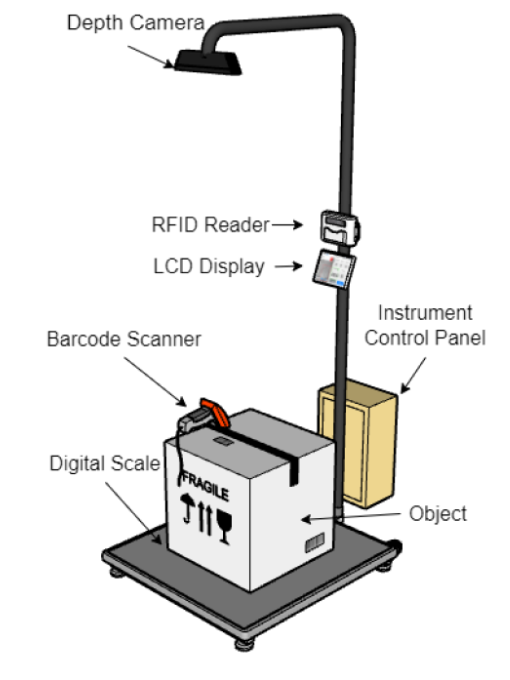 Depth Camera
RFID Reader
LCD Display
Instrument
Control Panel
Barcode Scanner
Digital Scale
FRAGILE
Object